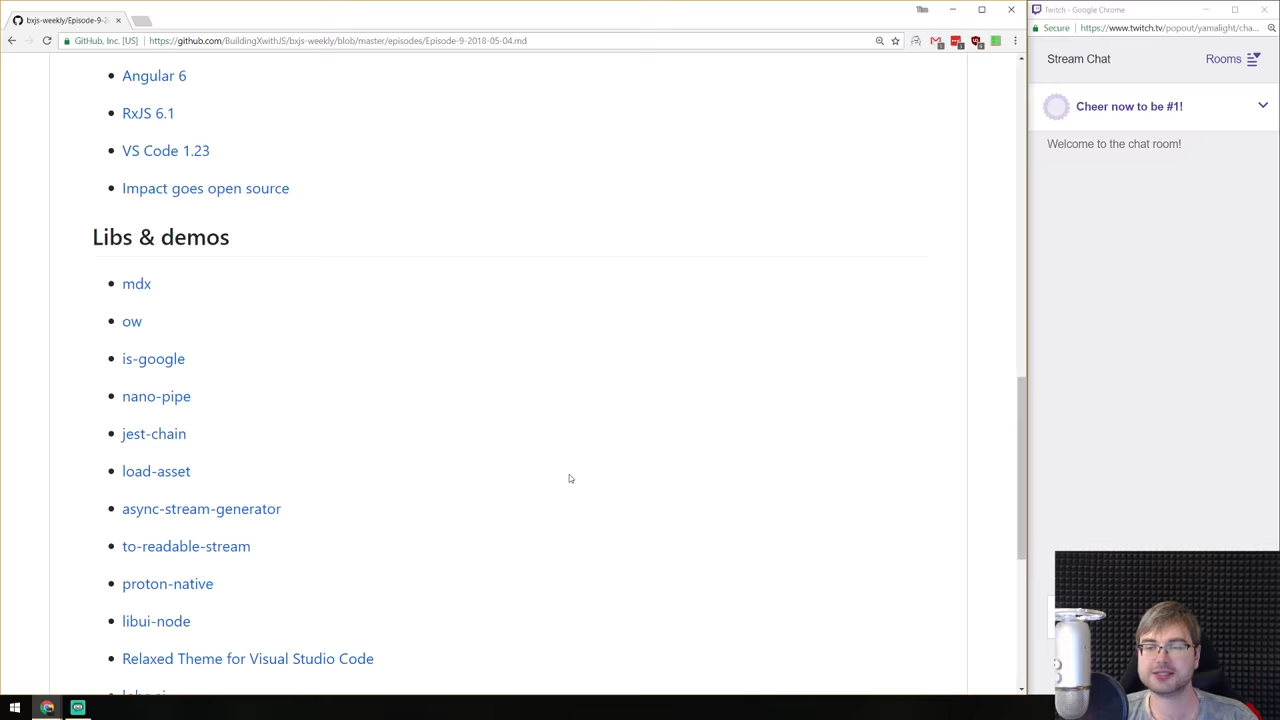 bxjs-weekly/Episode-9-2
GitHub, Inc. [US]
https://github.com/BuildingXwithJS/bxjs-weekly/blob/master/episodes/Episode-9-2018-05-04.md
Angular 6
RxJS 6.1
VS Code 1.23
Impact goes open source
Libs & demos
mdx
ow
is-google
nano-pipe
jest-chain
load-asset
async-stream-generator
to-readable-stream
proton-native
libui-node
Relaxed Theme for Visual Studio Code
Twitch - Google Chrome
Secure
https://www.twitch.tv/popout/yamalight/cha...
Stream Chat
Rooms
Cheer now to be #1!
Welcome to the chat room!